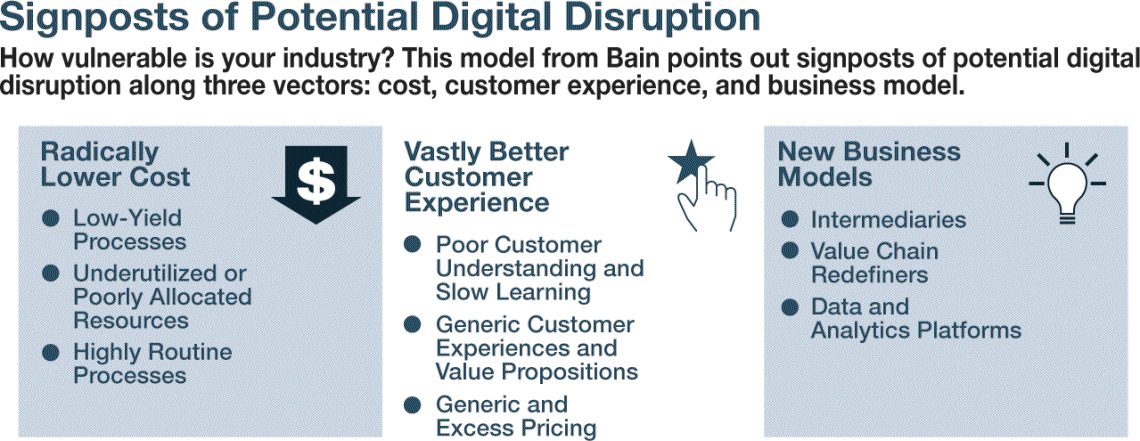 Signposts of Potential Digital Disruption
How vulnerable is your industry? This model from Bain points out signposts of potential digital
disruption along three vectors: cost, customer experience, and business model.
Radically
Lower Cost
$
Low-Yield
Processes
Underutilized or
Poorly Allocated
Resources
Highly Routine
Processes
Vastly Better
Customer
Experience
Poor Customer
Understanding and
Slow Learning
Generic Customer
Experiences and
Value Propositions
Generic and
Excess Pricing
New Business
Models
Intermediaries
Value Chain
Redefiners
Data and
Analytics Platforms